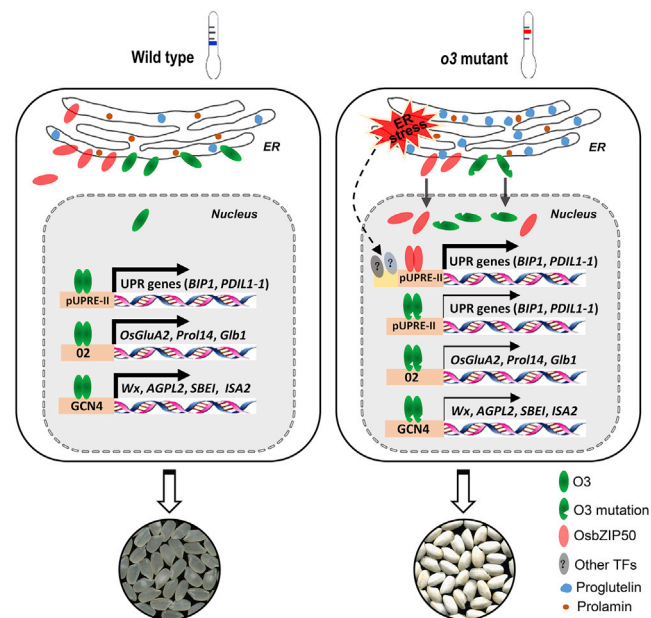 Wild type
o3 mutant
ER
Nucleus
pUPRE-II
UPR genes (BIP1, PDIL1-1)
02
OsGluA2, Prol14, Glb1
GCN4
Wx, AGPL2, SBEI, ISA2
ER
stress
ER
Nucleus
? ?
pUPRE-II
UPR genes (BIP1, PDIL1-1)
pUPRE-II
UPR genes (BIP1, PDIL1-1)
02
OsGluA2, Prol14, Glb1
GCN4
Wx, AGPL2, SBEI, ISA2
O3
O3 mutation
OsbZIP50
? Other TFs
Proglutelin
Prolamin